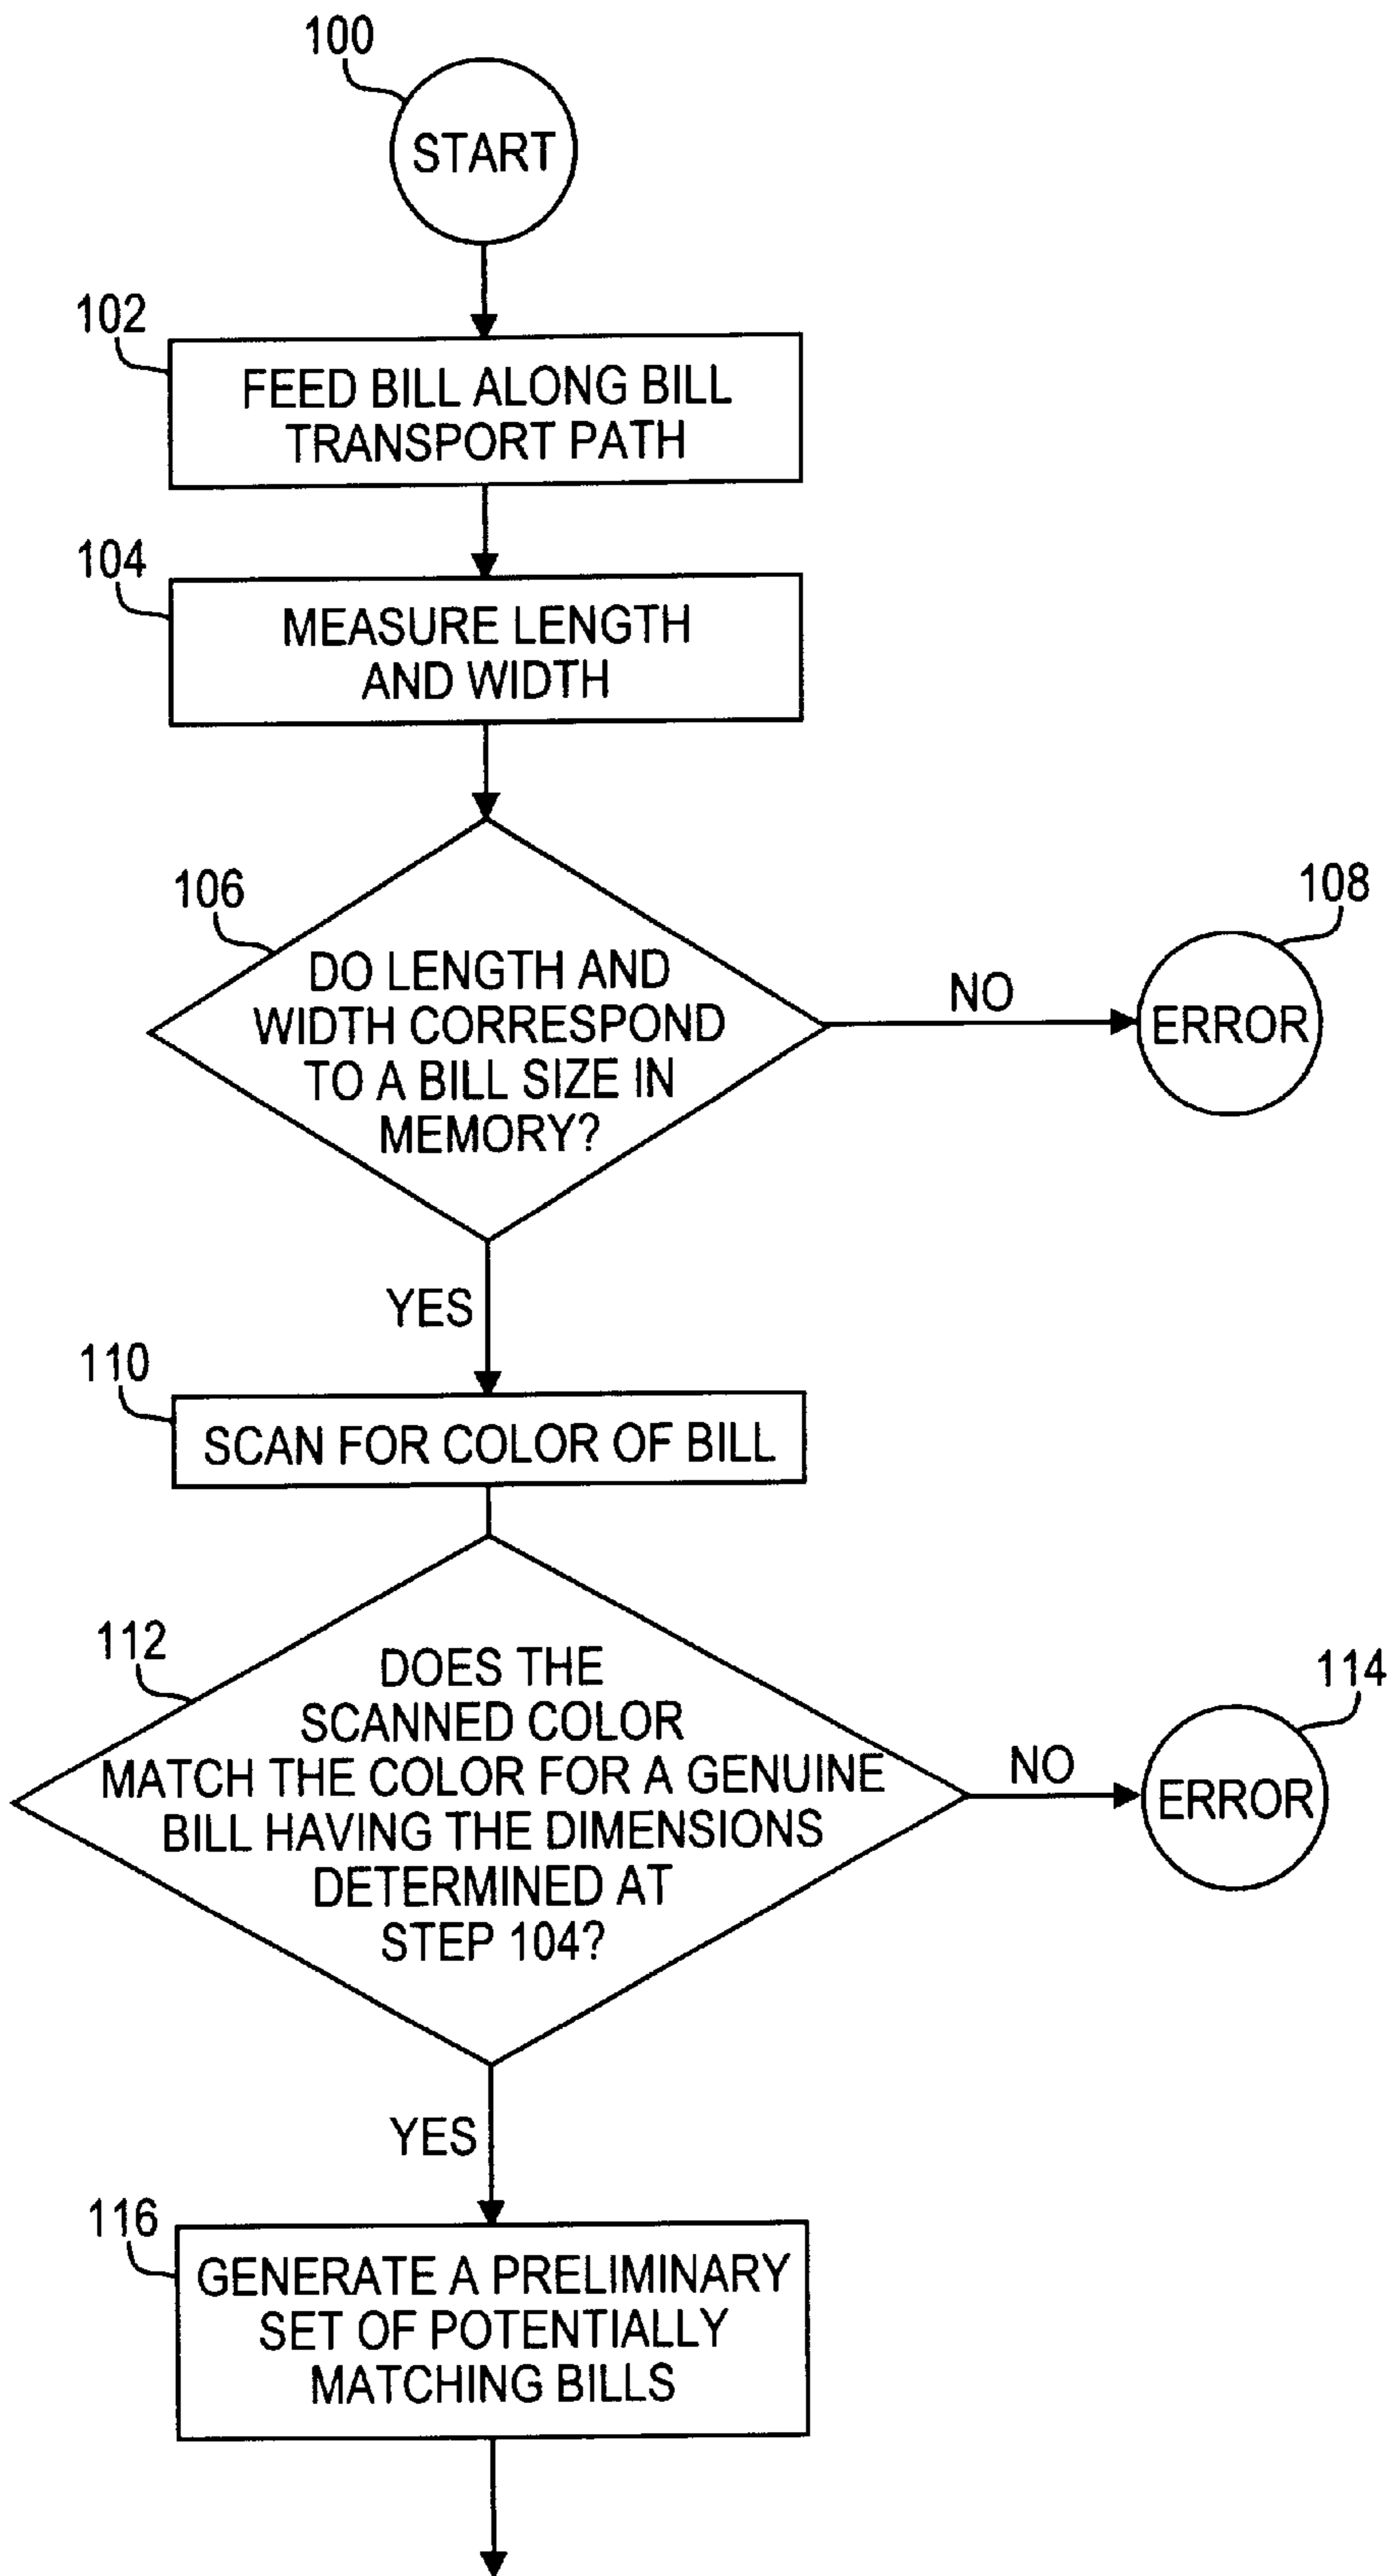 100
START
102
FEED BILL ALONG BILL
TRANSPORT PATH
104
MEASURE LENGTH
AND WIDTH
106
DO LENGTH AND
WIDTH CORRESPOND
TO A BILL SIZE IN
MEMORY?
NO
108
ERROR
YES
110
SCAN FOR COLOR OF BILL
112
DOES THE
SCANNED COLOR
MATCH THE COLOR FOR A GENUINE
BILL HAVING THE DIMENSIONS
DETERMINED AT
STEP 104?
NO
114
ERROR
YES
116
GENERATE A PRELIMINARY
SET OF POTENTIALLY
MATCHING BILLS